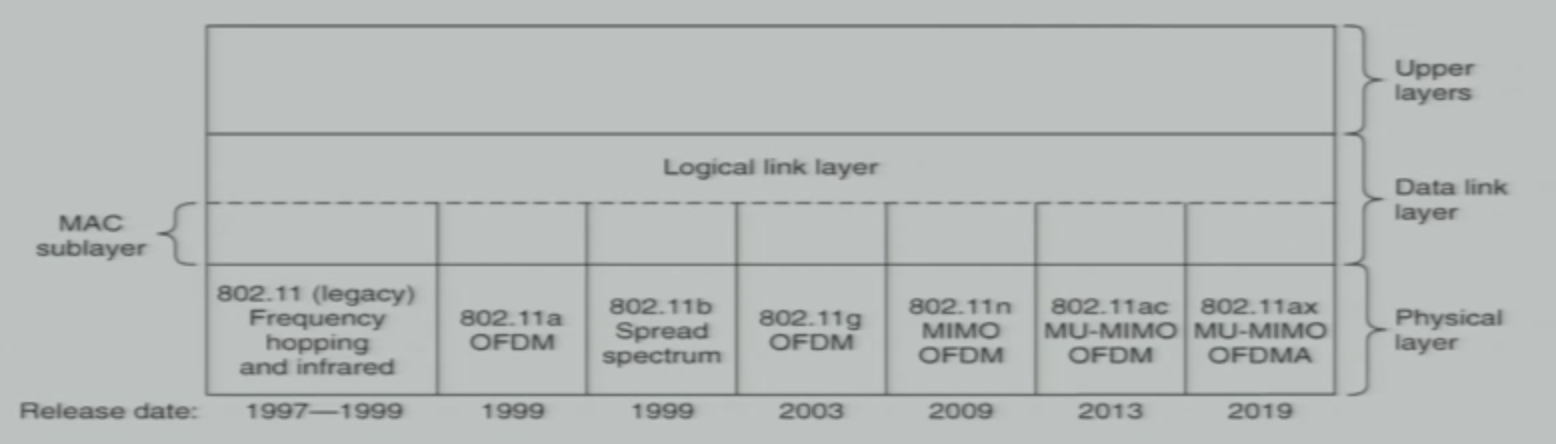 Upper
layers
Logical link layer
Data link
layer
MAC
sublayer
802.11 (legacy)
Frequency
hopping
and infrared
802.11a
OFDM
802.11b
Spread
spectrum
802.11g
OFDM
802.11n
MIMO
OFDM
802.11ac
MU-MIMO
OFDM
802.11ax
MU-MIMO
OFDMA
Physical
layer
Release date: 1997—1999 1999 1999 2003 2009 2013 2019